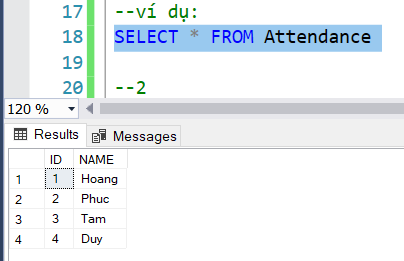 17 --ví dụ:
18 SELECT * FROM Attendance
19
20 --2
120 %
Results Messages
ID NAME
1 1 Hoang
2 2 Phuc
3 3 Tam
4 4 Duy